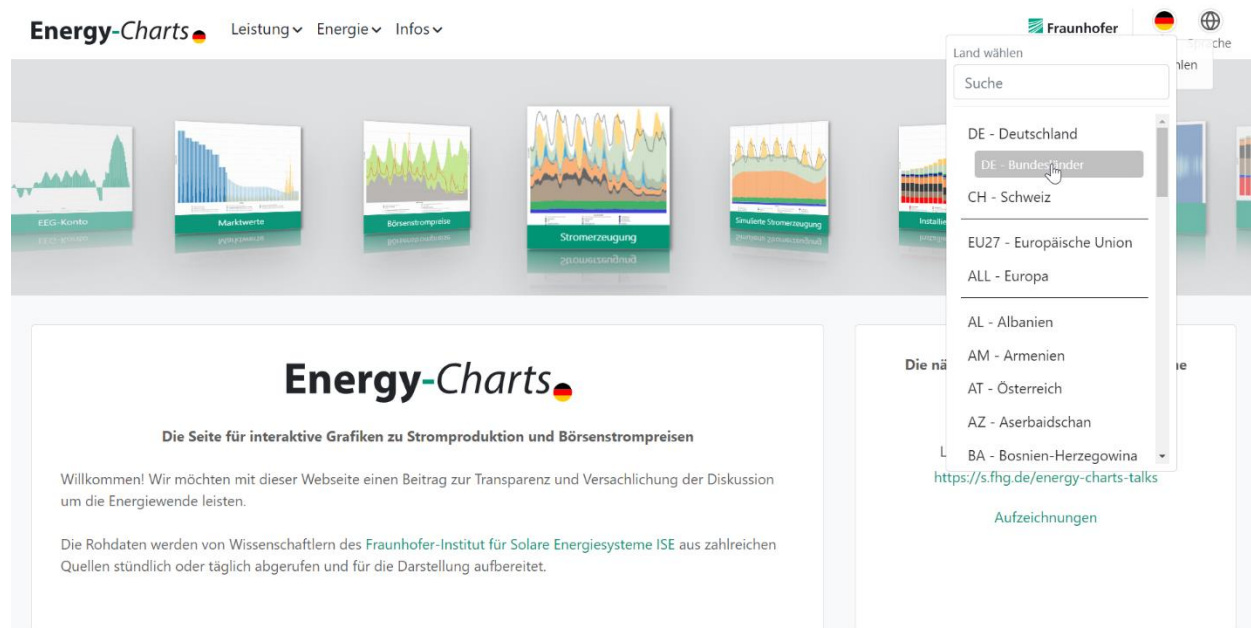 Energy-Charts
Leistung Energie Infos
Fraunhofer
Land wählen
Suche
DE - Deutschland
DE - Bundesländer
CH - Schweiz
EU27 - Europäische Union
ALL - Europa
AL - Albanien
AM - Armenien
AT - Österreich
AZ - Aserbaidschan
BA - Bosnien-Herzegowina
EEG-Konto
Marktwerte
Börsenstrompreise
Stromerzeugung
Simulierte Stromerzeugung
Energy-Charts
Die Seite für interaktive Grafiken zu Stromproduktion und Börsenstrompreisen
Willkommen! Wir möchten mit dieser Webseite einen Beitrag zur Transparenz und Versachlichung der Diskussion
um die Energiewende leisten.
Die Rohdaten werden von Wissenschaftlern des Fraunhofer-Institut für Solare Energiesysteme ISE aus zahlreichen
Quellen stündlich oder täglich abgerufen und für die Darstellung aufbereitet.
Die
https://s.fhg.de/energy-charts-talks
Aufzeichnungen